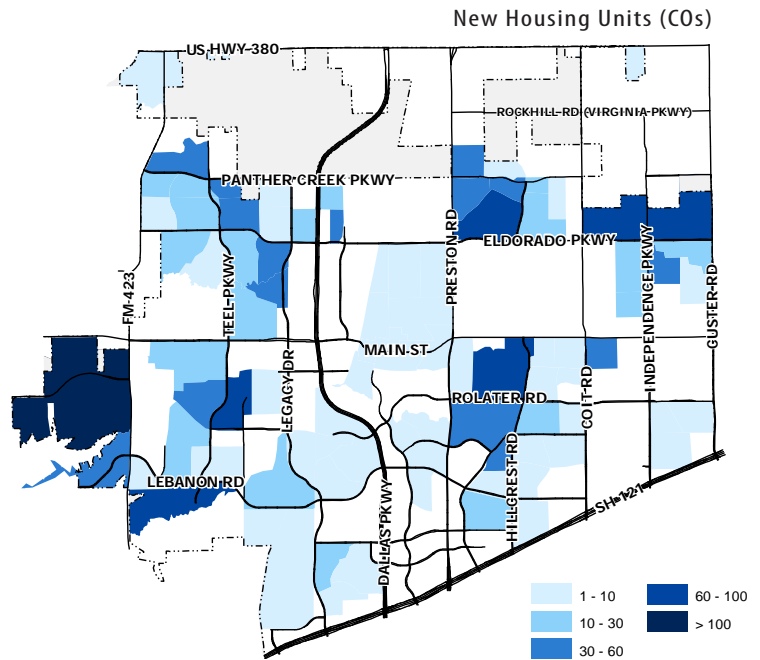 New Housing Units (COs)
US HWY 380
ROCKHILL RD (VIRGINIA PKWY)
PANTHER CREEK PKWY
PRESTON RD
ELDORADO PKWY
INDEPENDENCE PKWY
FM 423
TEEL PKWY
CUSTER RD
MAIN ST
LEGACY DR
COIT RD
ROLATER RD
HILLCREST RD
LEBANON RD
DALLAS PKWY
SH 121
1 - 10
60 - 100
10 - 30
> 100
30 - 60